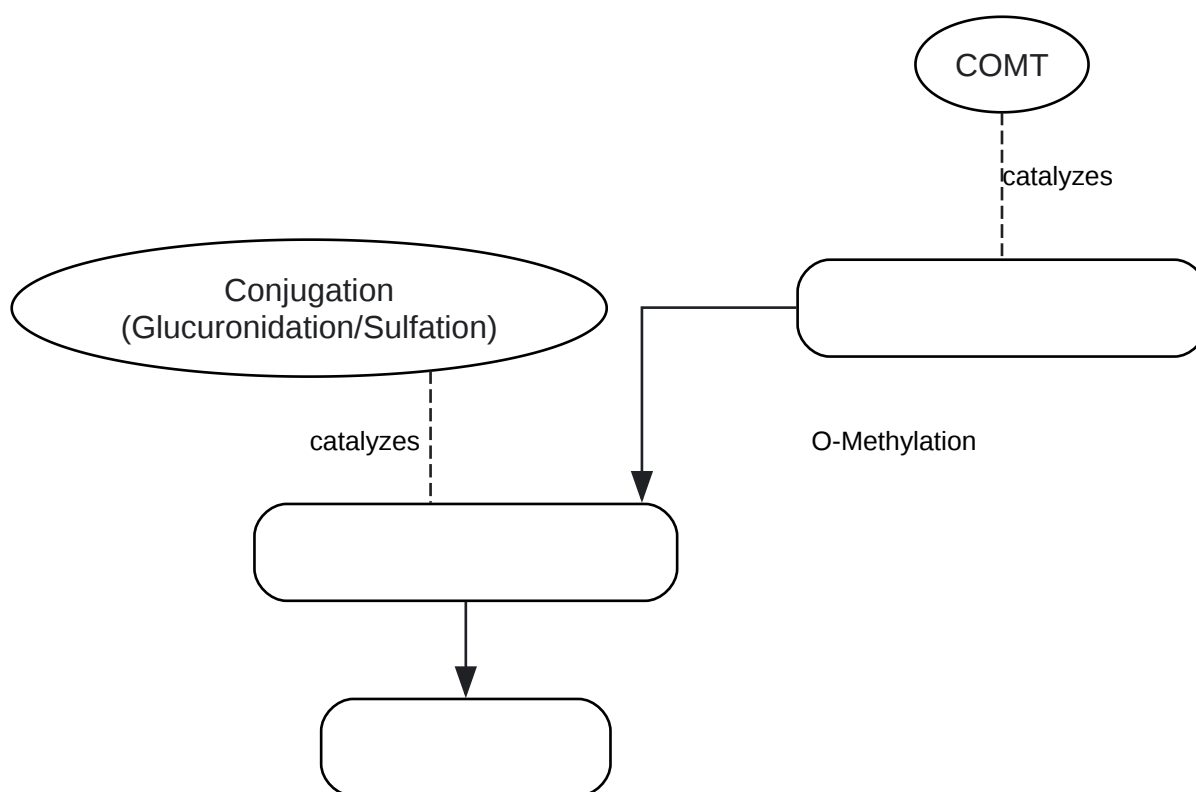 COMT
catalyzes
Conjugation
(Glucuronidation/Sulfation)
catalyzes
O-Methylation